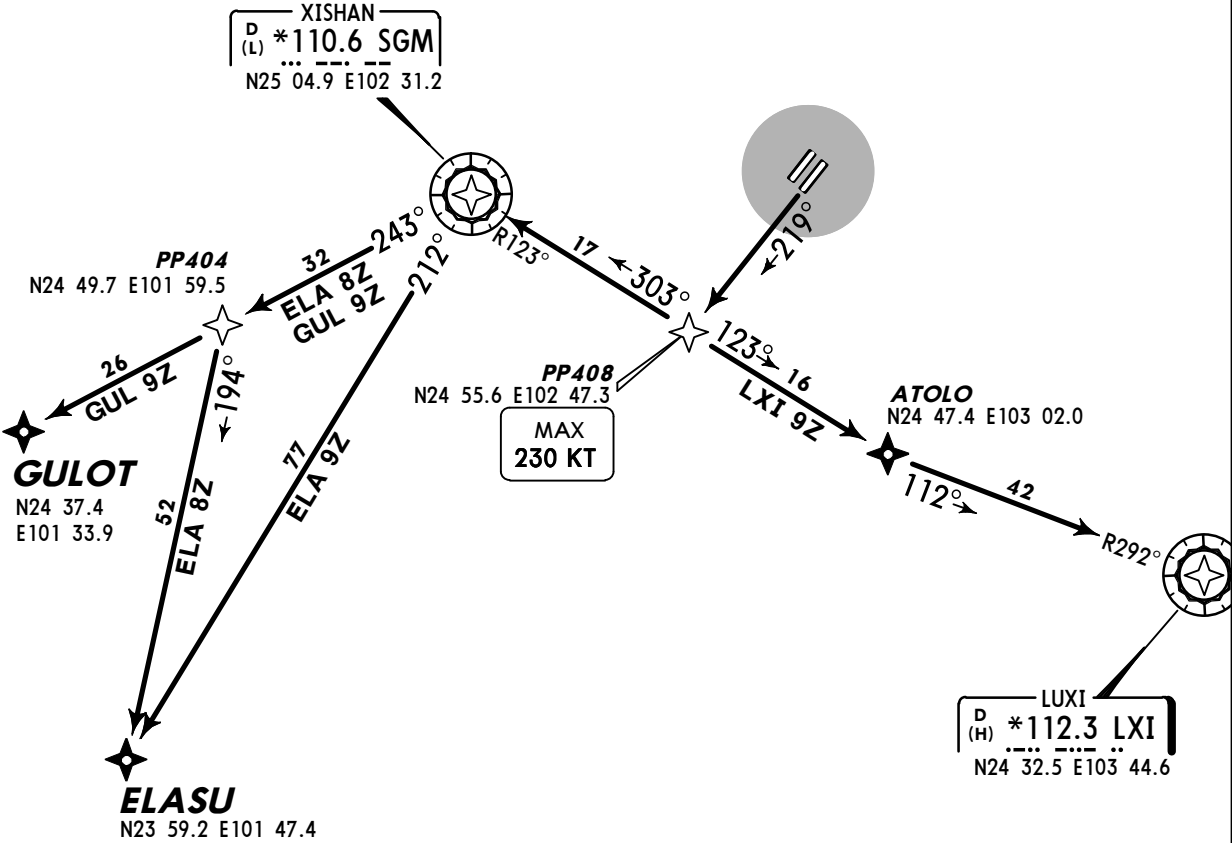 XISHAN
D
(L) *110.6 SGM
N25 04.9 E102 31.2
R123°
17
303°
219°
243°
212°
32
ELA 8Z
GUL 9Z
PP404
N24 49.7 E101 59.5
26
GUL 9Z
194°
GULOT
N24 37.4
E101 33.9
52
ELA 8Z
77
ELA 9Z
PP408
N24 55.6 E102 47.3
MAX
230 KT
123°
16
LXI 9Z
ATOLO
N24 47.4 E103 02.0
112°
42
R292°
LUXI
D
(H) *112.3 LXI
N24 32.5 E103 44.6
ELASU
N23 59.2 E101 47.4